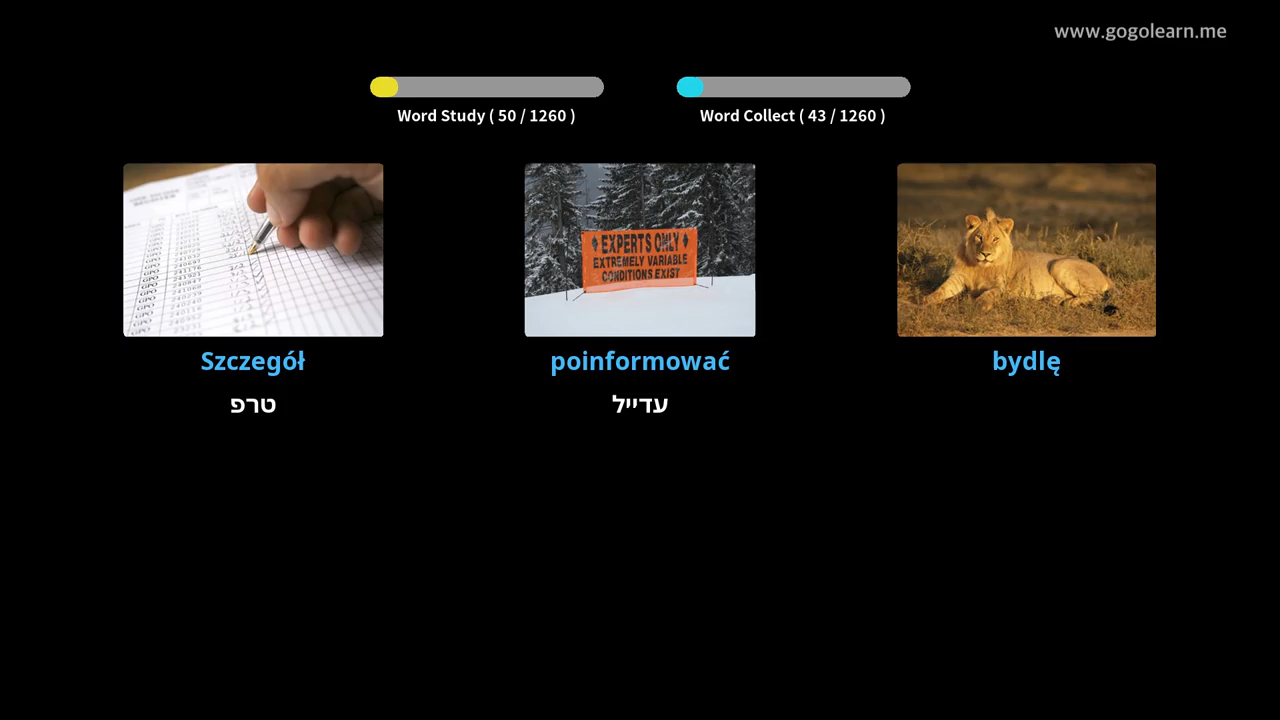 www.gogolearn.me
Word Study ( 50 / 1260 )
Word Collect ( 43 / 1260 )
EXPERTS ONLY
EXTREMELY VARIABLE
CONDITIONS EXIST
Szczegół
poinformować
bydlę
טרפ
עדייל